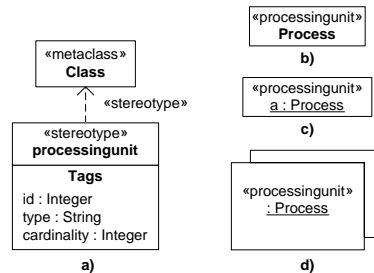 «metaclass»
Class
«stereotype»
«stereotype»
processingunit
Tags
id : Integer
type : String
cardinality : Integer
a)
«processingunit»
Process
b)
«processingunit»
a : Process
c)
«processingunit»
: Process
d)